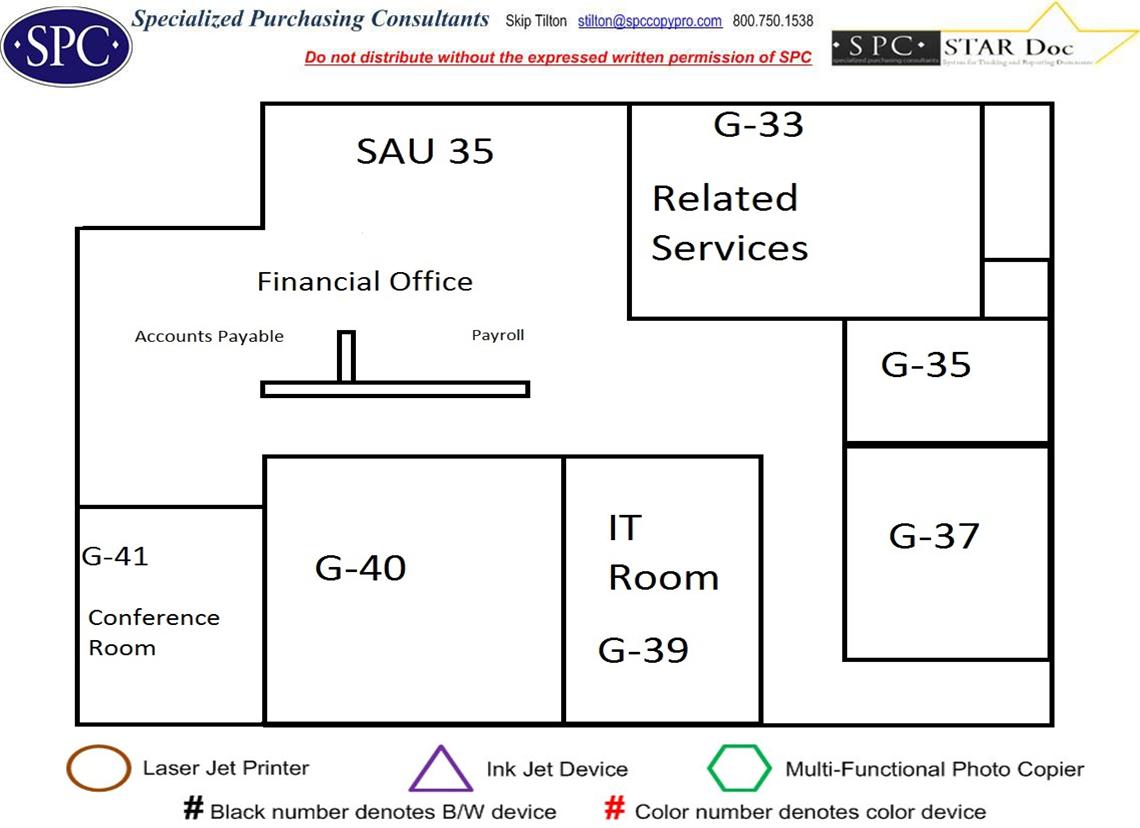 Specialized Purchasing Consultants Skip Tilton stilton@spccopypro.com 800.750.1538
·SPC·
Do not distribute without the expressed written permission of SPC
·SPC· STAR Doc
specialized purchasing consultants System for Tracking and Reporting Documents
G-33
SAU 35
Related
Services
Financial Office
Accounts Payable
Payroll
G-35
IT
Room
G-37
G-41
G-40
Conference
Room
G-39
Laser Jet Printer
Ink Jet Device
Multi-Functional Photo Copier
# Black number denotes B/W device
# Color number denotes color device